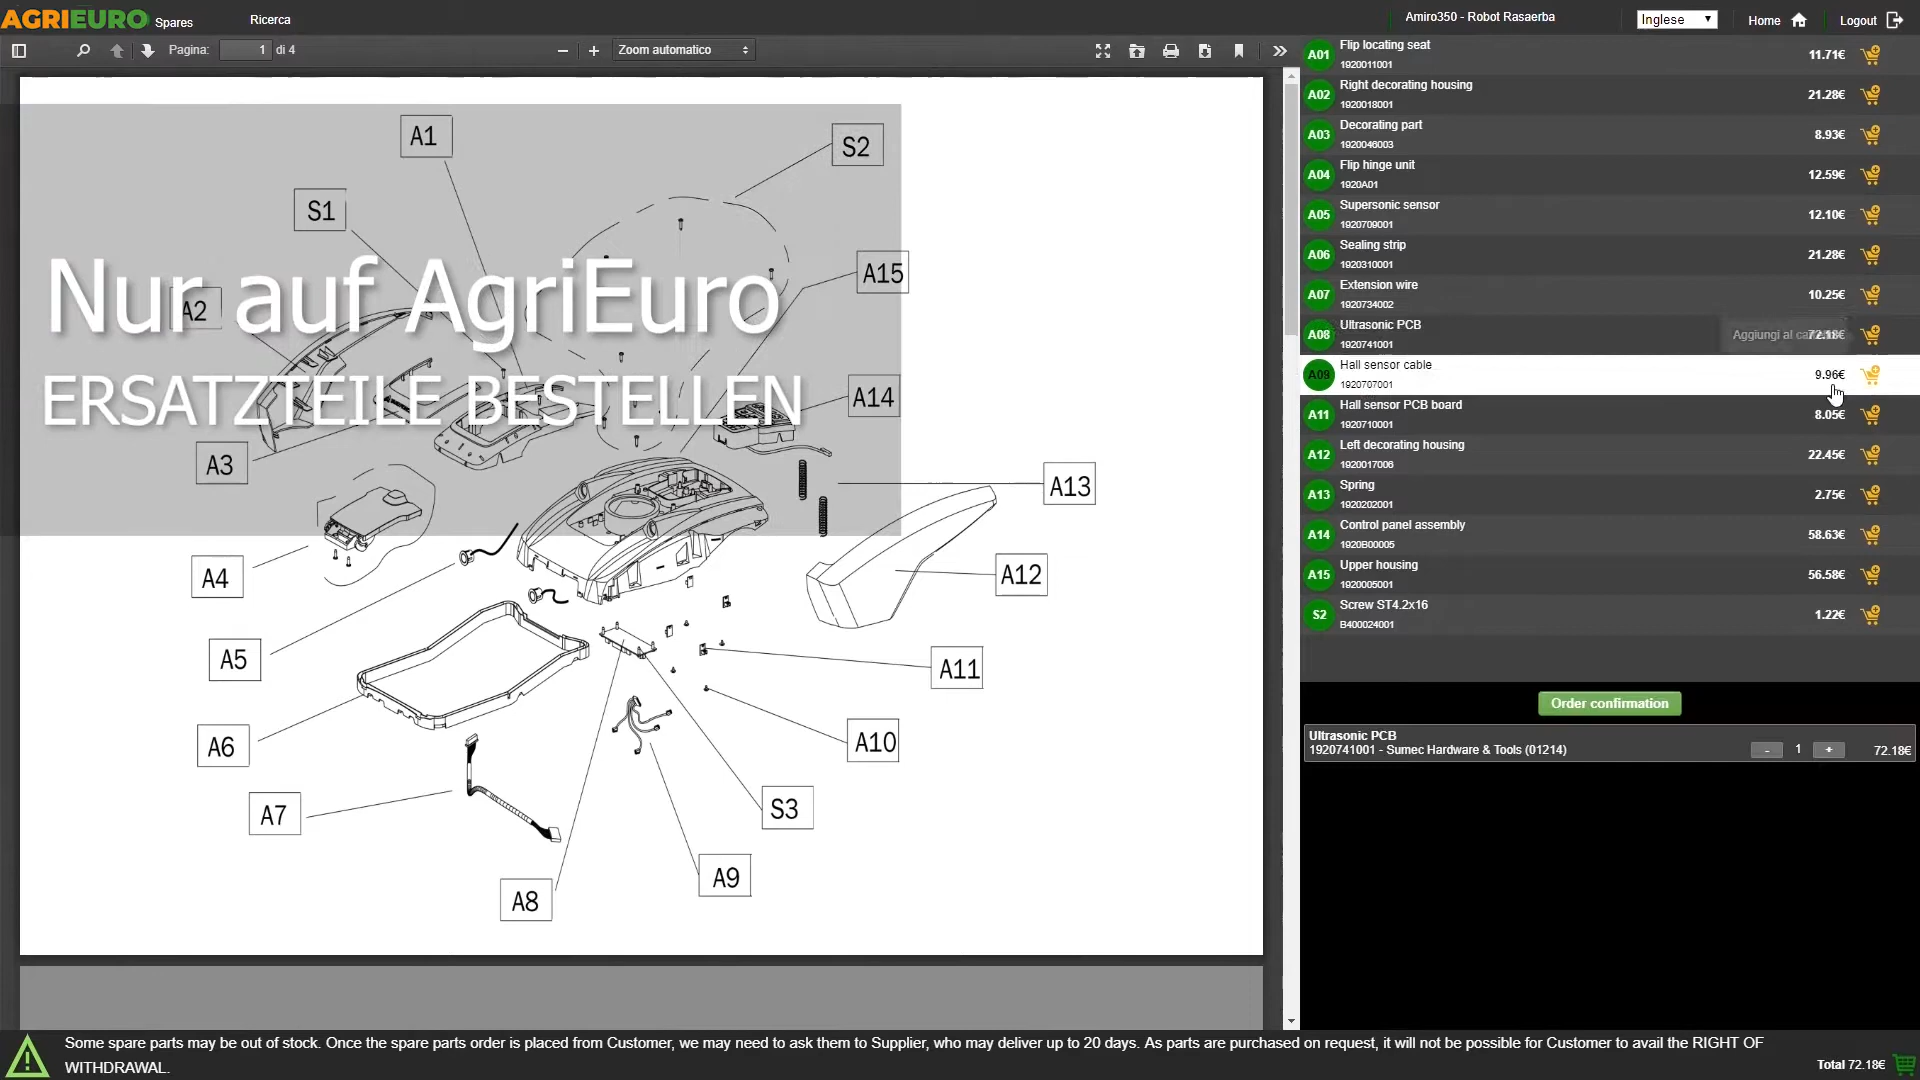 AGRIEURO Spares
Ricerca
Amiro350 - Robot Rasaerba
Inglese
Home
Logout
Pagina: 1 di 4
Zoom automatico
A1
S2
S1
A15
A2
Nur auf AgriEuro
ERSATZTEILE BESTELLEN
A14
A3
A13
A4
A12
A5
A11
A6
A10
A7
S3
A9
A8
A01 Flip locating seat 11.71€
1920011001
A02 Right decorating housing 21.28€
1920018001
A03 Decorating part 8.93€
1920046003
A04 Flip hinge unit 12.59€
1920A01
A05 Supersonic sensor 12.10€
1920709001
A06 Sealing strip 21.28€
1920310001
A07 Extension wire 10.25€
1920734002
A08 Ultrasonic PCB 72.18€
1920741001
Aggiungi al
A09 Hall sensor cable 9.96€
1920707001
A11 Hall sensor PCB board 8.05€
1920710001
A12 Left decorating housing 22.45€
1920017006
A13 Spring 2.75€
1920202001
A14 Control panel assembly 58.63€
1920B00005
A15 Upper housing 56.58€
1920005001
S2 Screw ST4.2x16 1.22€
B400024001
Order confirmation
Ultrasonic PCB
1920741001 - Sumec Hardware & Tools (01214) - 1 + 72.18€
Some spare parts may be out of stock. Once the spare parts order is placed from Customer, we may need to ask them to Supplier, who may deliver up to 20 days. As parts are purchased on request, it will not be possible for Customer to avail the RIGHT OF
WITHDRAWAL.
Total 72.18€